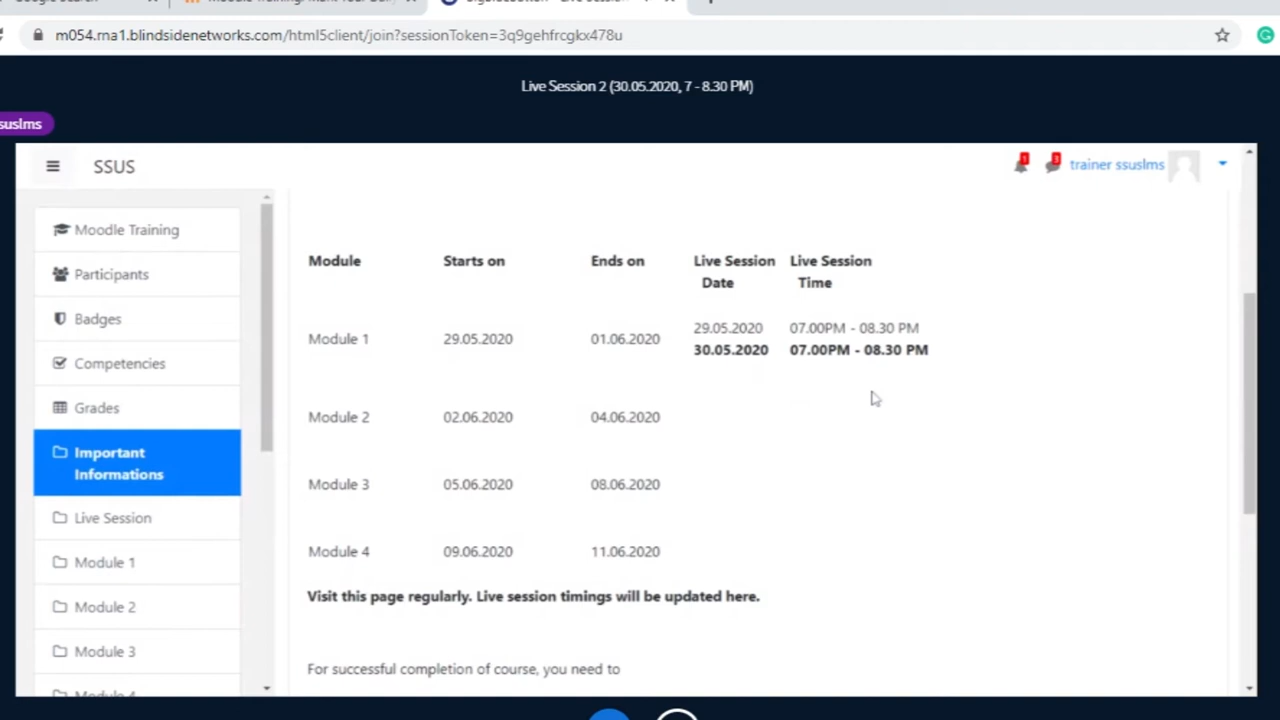 m054.rna1.blindsidenetworks.com/html5client/join?sessionToken=3q9gehfrcgkx478u
Live Session 2 (30.05.2020, 7 - 8.30 PM)
suslms
SSUS
trainer ssuslms
Moodle Training
Participants
Badges
Competencies
Grades
Important
Informations
Live Session
Module 1
Module 2
Module 3
Module 4
Module Starts on Ends on Live Session Live Session
Date Time
Module 1 29.05.2020 01.06.2020 29.05.2020 07.00PM - 08.30 PM
30.05.2020 07.00PM - 08.30 PM
Module 2 02.06.2020 04.06.2020
Module 3 05.06.2020 08.06.2020
Module 4 09.06.2020 11.06.2020
Visit this page regularly. Live session timings will be updated here.
For successful completion of course, you need to